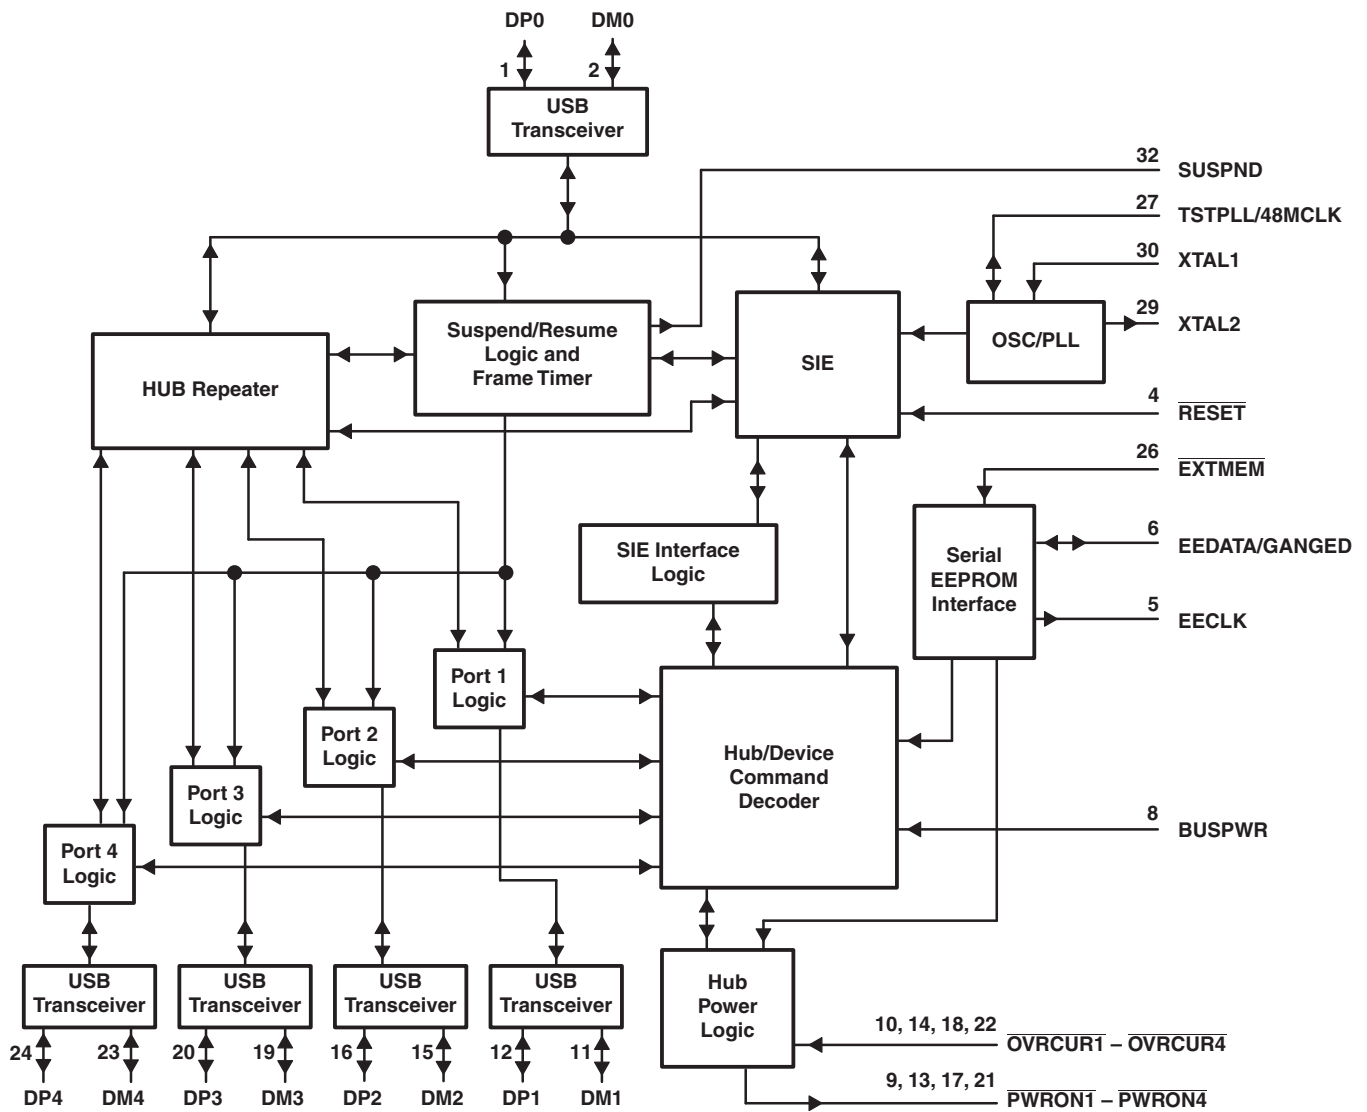 DP0 DM0
1 2
USB
Transceiver
32 SUSPND
27 TSTPLL/48MCLK
30 XTAL1
29 XTAL2
Suspend/Resume
Logic and
Frame Timer
SIE
OSC/PLL
HUB Repeater
4 RESET
26 EXTMEM
6 EEDATA/GANGED
5 EECLK
SIE Interface
Logic
Serial
EEPROM
Interface
Port 1
Logic
Port 2
Logic
Port 3
Logic
Port 4
Logic
Hub/Device
Command
Decoder
8 BUSPWR
USB
Transceiver
USB
Transceiver
USB
Transceiver
USB
Transceiver
Hub
Power
Logic
10, 14, 18, 22 OVRCUR1 – OVRCUR4
9, 13, 17, 21 PWRON1 – PWRON4
24 23 20 19 16 15 12 11
DP4 DM4 DP3 DM3 DP2 DM2 DP1 DM1